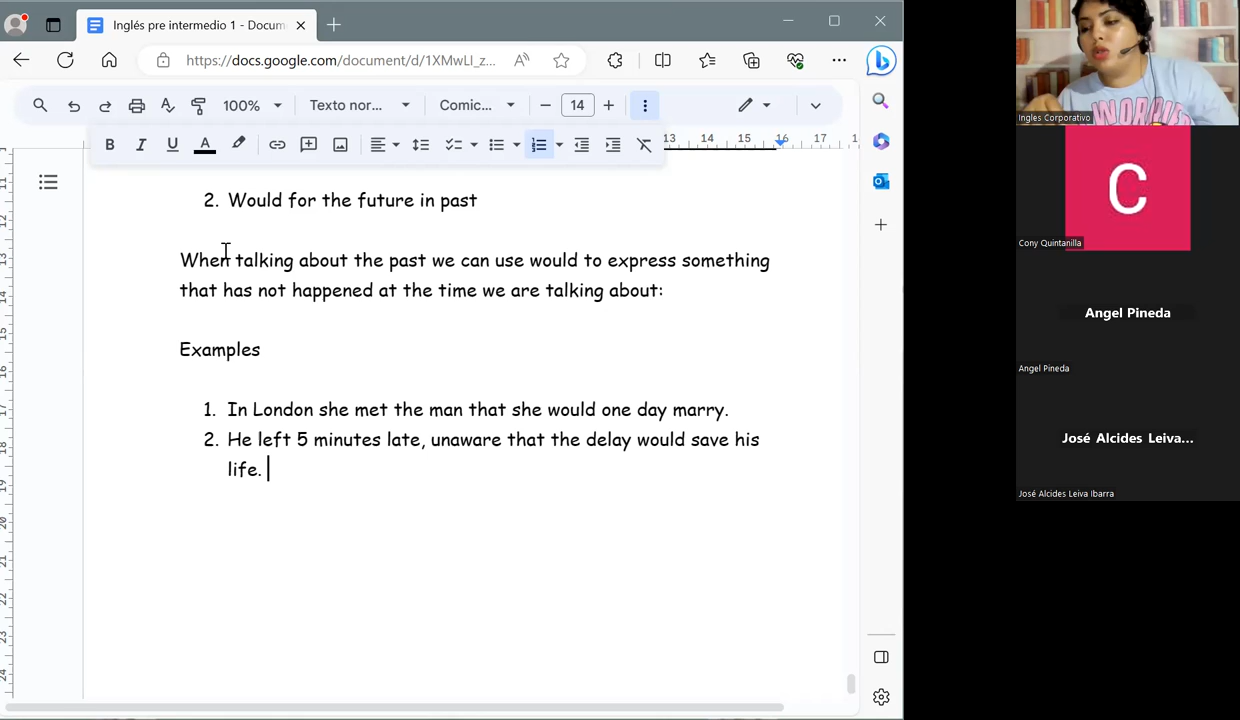 Inglés pre intermedio 1 - Docum
https://docs.google.com/document/d/1XMwLl_z...
100%
Texto nor...
Comic...
14
13 14 15 16 17
2. Would for the future in past
When talking about the past we can use would to express something
that has not happened at the time we are talking about:
Examples
1. In London she met the man that she would one day marry.
2. He left 5 minutes late, unaware that the delay would save his
life.
Ingles Corporativo
C
Cony Quintanilla
Angel Pineda
Angel Pineda
José Alcides Leiva...
José Alcides Leiva Ibarra